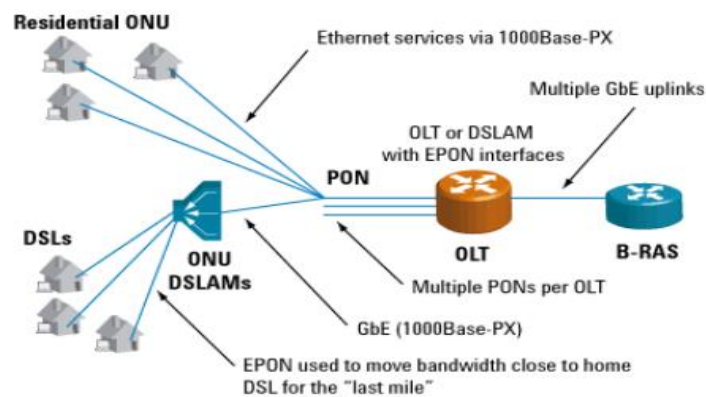 Residential ONU
Ethernet services via 1000Base-PX
Multiple GbE uplinks
OLT or DSLAM
with EPON interfaces
PON
DSLs
ONU
DSLAMs
OLT
B-RAS
Multiple PONs per OLT
GbE (1000Base-PX)
EPON used to move bandwidth close to home
DSL for the “last mile”